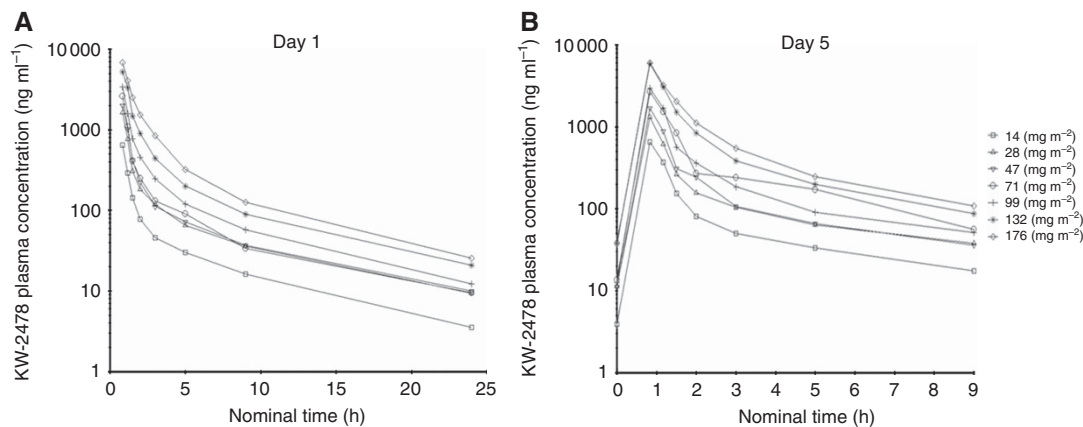 A
Day 1
KW-2478 plasma concentration (ng ml⁻¹)
10 000
1000
100
10
1
0 5 10 15 20 25
Nominal time (h)
B
Day 5
KW-2478 plasma concentration (ng ml⁻¹)
10 000
1000
100
10
1
0 1 2 3 4 5 6 7 8 9
Nominal time (h)
14 (mg m⁻²)
28 (mg m⁻²)
47 (mg m⁻²)
71 (mg m⁻²)
99 (mg m⁻²)
132 (mg m⁻²)
176 (mg m⁻²)